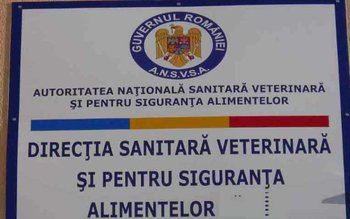 GUVERNUL ROMÂNIEI
A.N.S.V.S.A.
AUTORITATEA NAȚIONALĂ SANITARĂ VETERINARĂ
ȘI PENTRU SIGURANȚA ALIMENTELOR
DIRECȚIA SANITARĂ VETERINARĂ
ȘI PENTRU SIGURANȚA
ALIMENTELOR